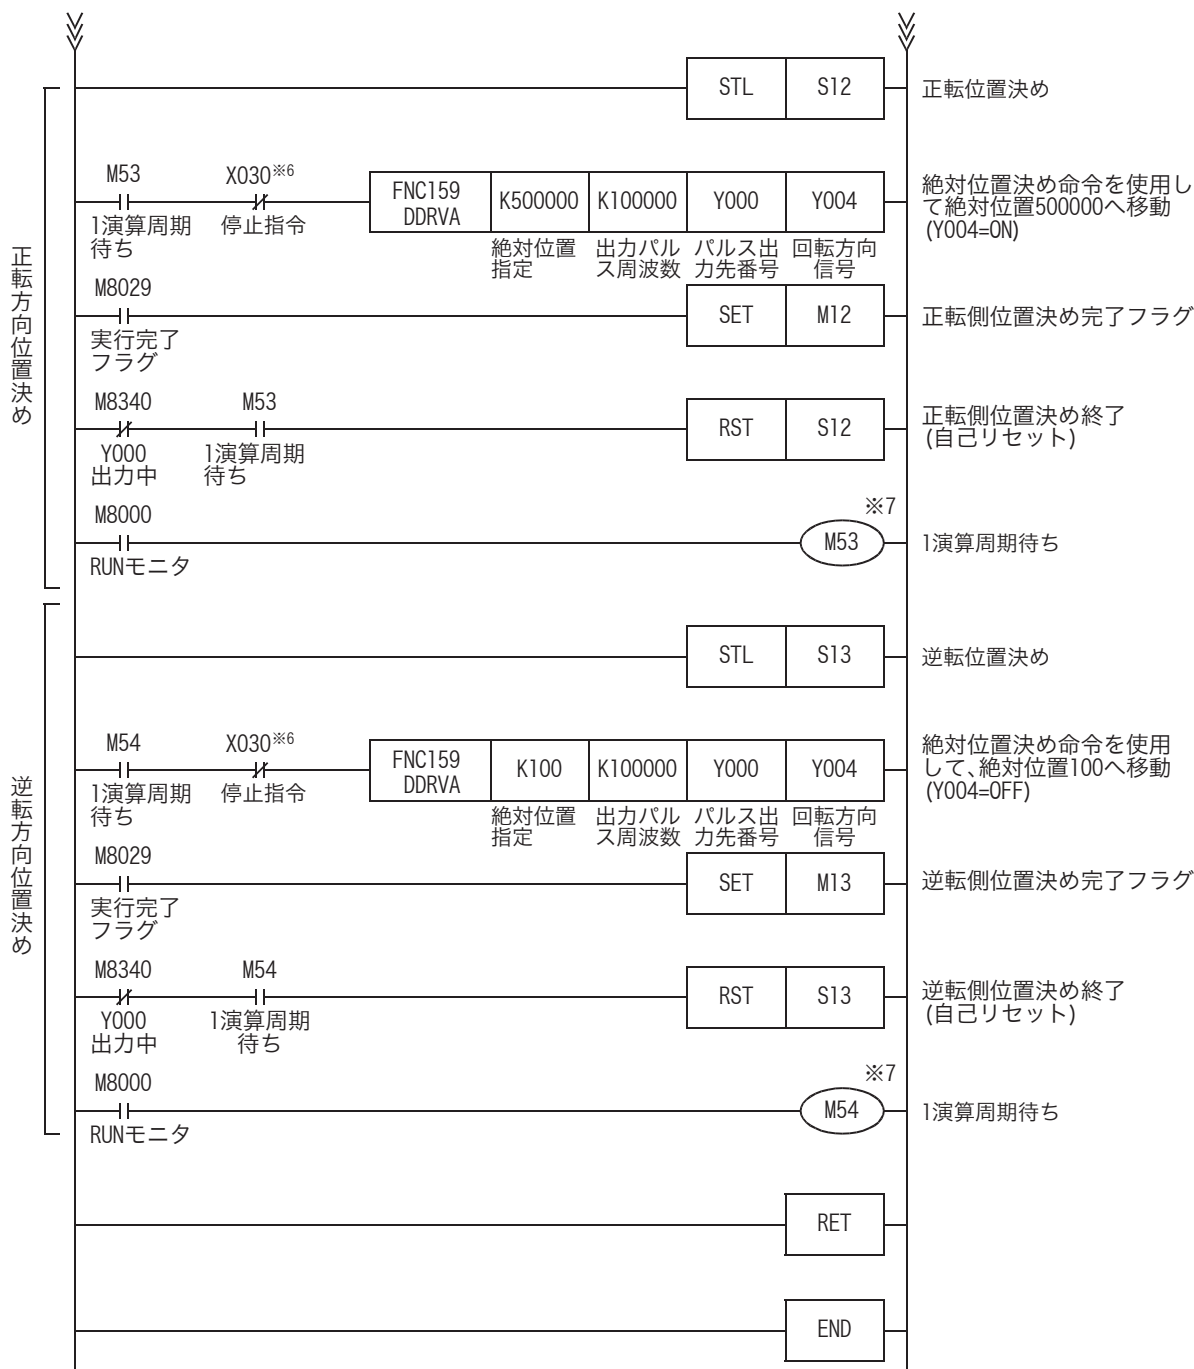 STL S12 正転位置決め
正転方向位置決め
M53 X030※6
FNC159 DDRVA K500000 K100000 Y000 Y004
1演算周期
待ち
停止指令
絶対位置
指定
出力パル
ス周波数
パルス出
力先番号
回転方向
信号
絶対位置決め命令を使用し
て絶対位置500000へ移動
(Y004=ON)
M8029
実行完了
フラグ
SET M12 正転側位置決め完了フラグ
M8340 M53
Y000
出力中
1演算周期
待ち
RST S12
正転側位置決め終了
(自己リセット)
M8000
RUNモニタ
※7
M53 1演算周期待ち
STL S13 逆転位置決め
逆転方向位置決め
M54 X030※6
FNC159 DDRVA K100 K100000 Y000 Y004
1演算周期
待ち
停止指令
絶対位置
指定
出力パル
ス周波数
パルス出
力先番号
回転方向
信号
絶対位置決め命令を使用
して、絶対位置100へ移動
(Y004=OFF)
M8029
実行完了
フラグ
SET M13 逆転側位置決め完了フラグ
M8340 M54
Y000
出力中
1演算周期
待ち
RST S13
逆転側位置決め終了
(自己リセット)
M8000
RUNモニタ
※7
M54 1演算周期待ち
RET
END